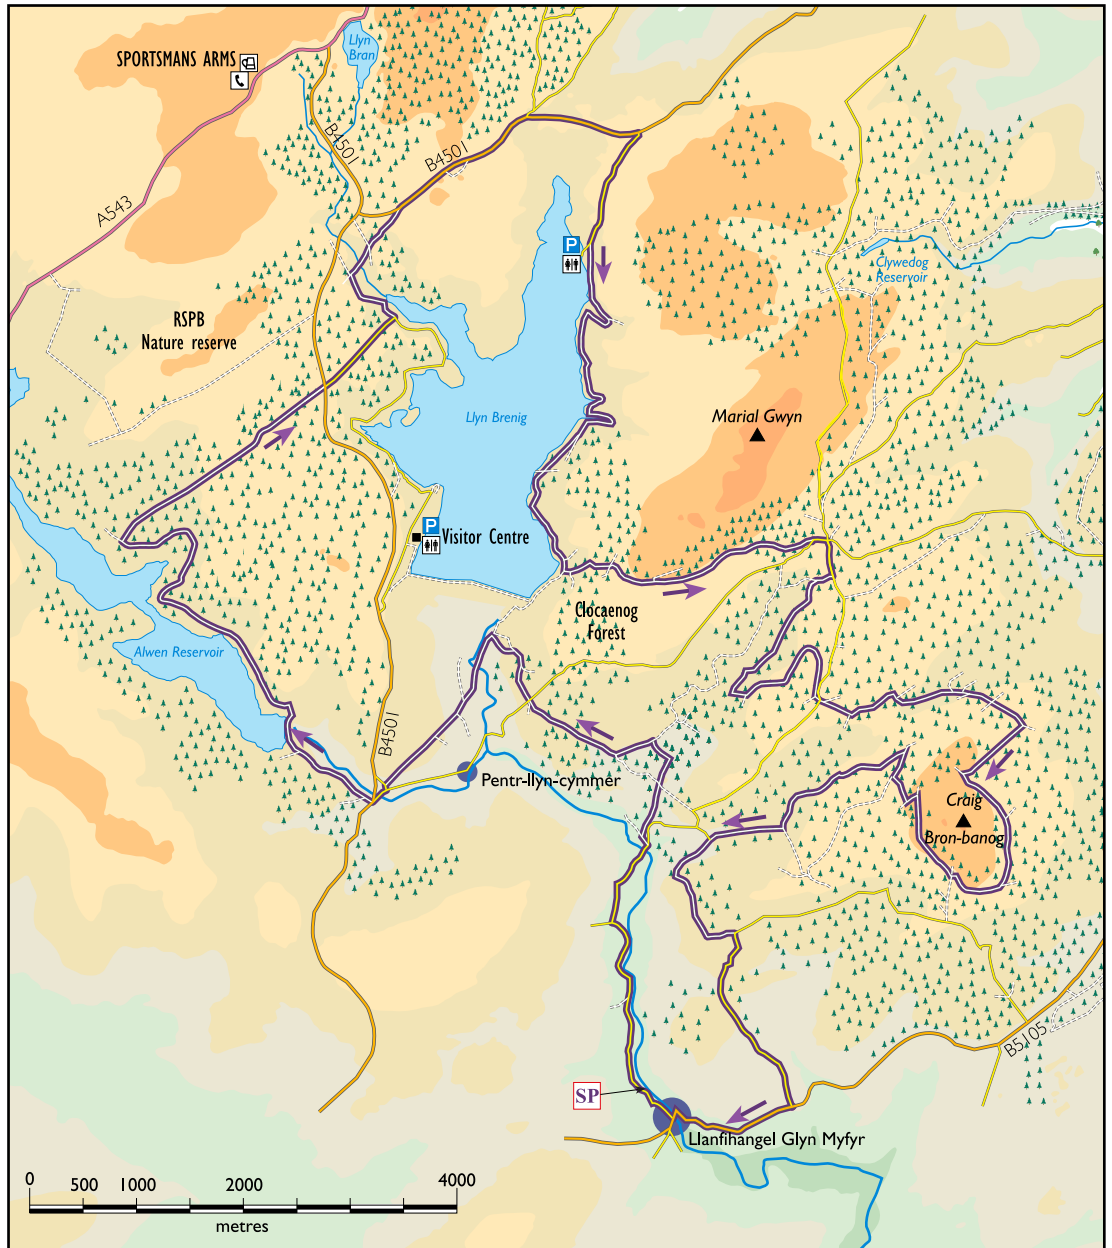 Llyn
Bran
SPORTSMANS ARMS
B4501
B4501
A543
P
Clywedog
Reservoir
RSPB
Nature reserve
Llyn Brenig
Marial Gwyn
P
Visitor Centre
Clocaenog
Forest
Alwen Reservoir
B4501
Pentr-llyn-cymmer
Craig
Bron-banog
B5105
SP
Llanfihangel Glyn Myfyr
0 500 1000 2000 4000
metres